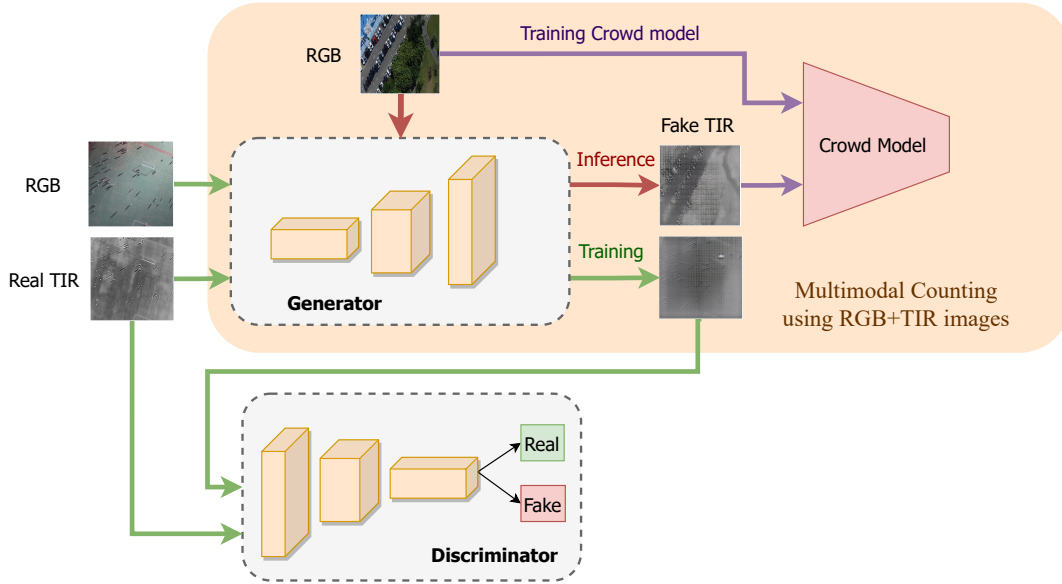 RGB
Training Crowd model
Fake TIR
Crowd Model
Inference
RGB
Real TIR
Training
Generator
Multimodal Counting
using RGB+TIR images
Real
Fake
Discriminator